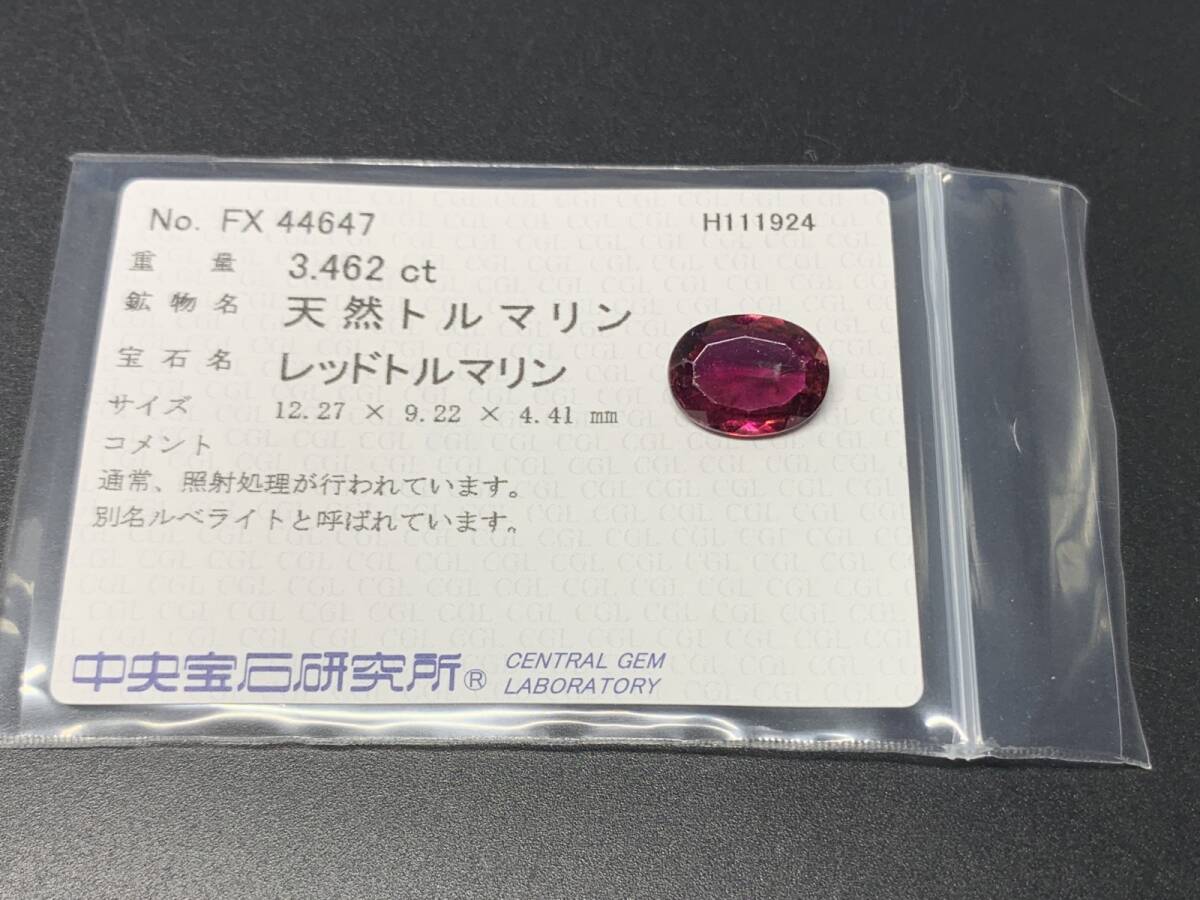 No. FX 44647 H111924
重量 3.462 ct
鉱物名 天然トルマリン
宝石名 レッドトルマリン
サイズ 12.27 × 9.22 × 4.41 mm
コメント
通常、照射処理が行われています。
別名ルベライトと呼ばれています。
中央宝石研究所® CENTRAL GEM
LABORATORY